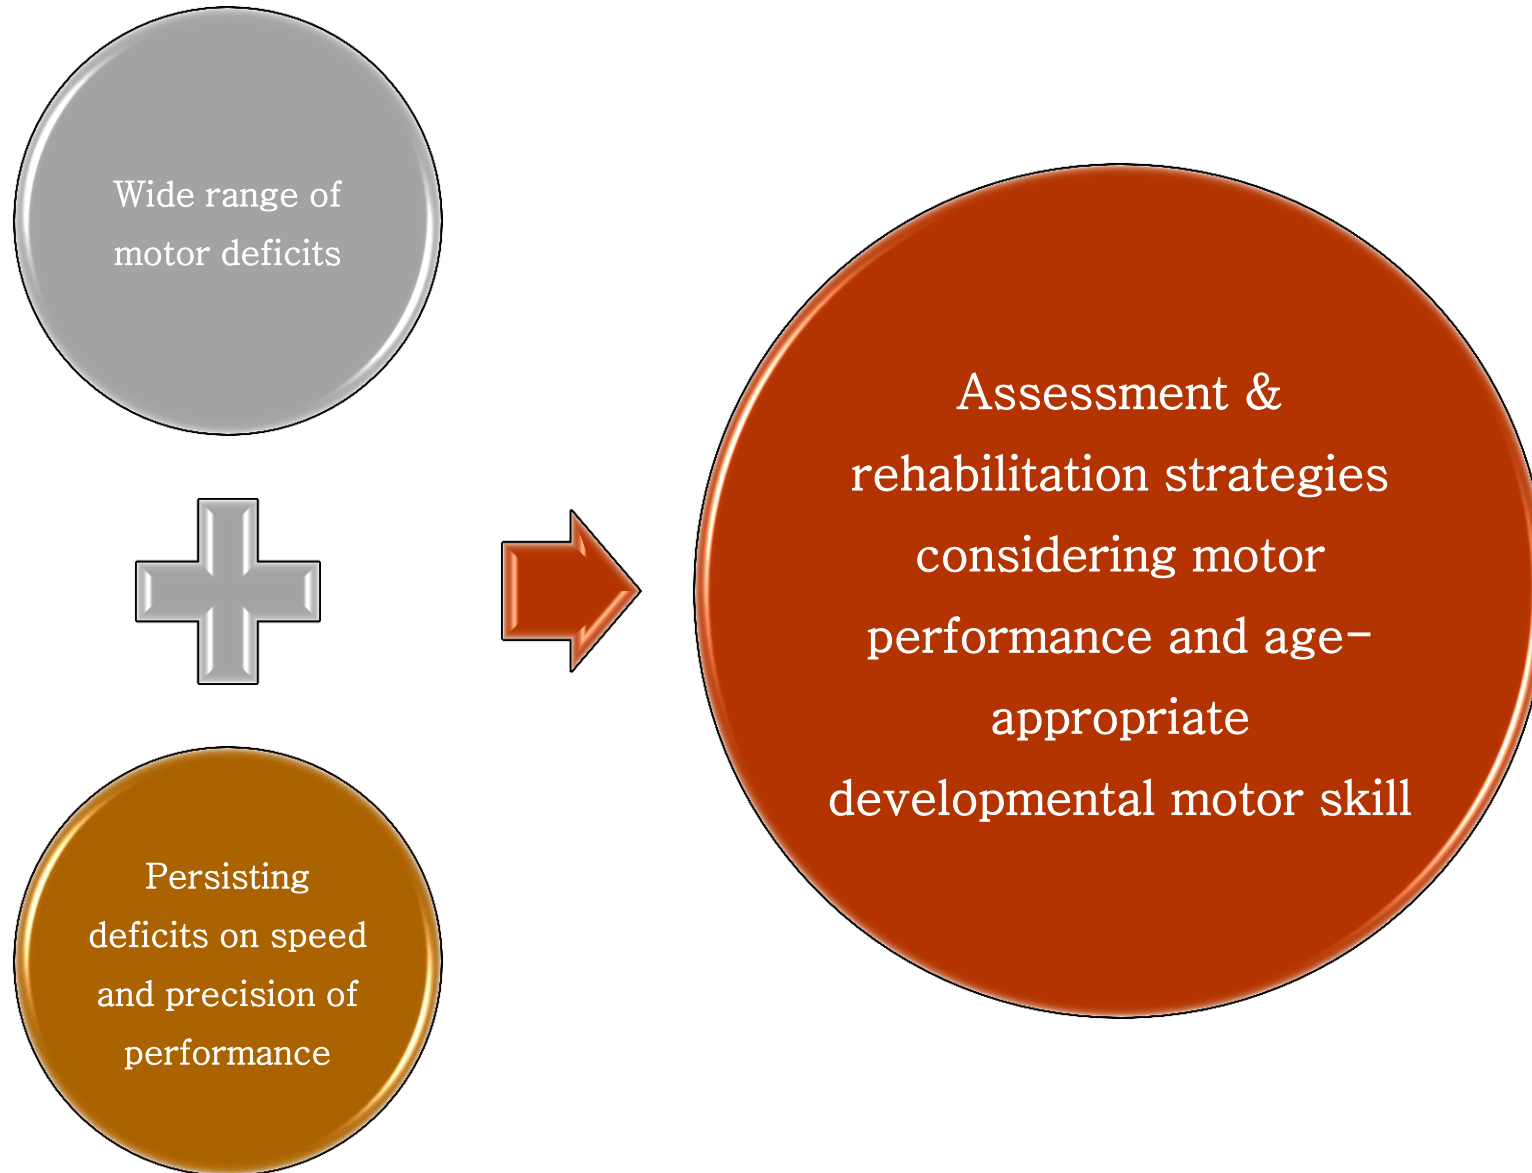 Wide range of
motor deficits
Persisting
deficits on speed
and precision of
performance
Assessment &
rehabilitation strategies
considering motor
performance and age-
appropriate
developmental motor skill